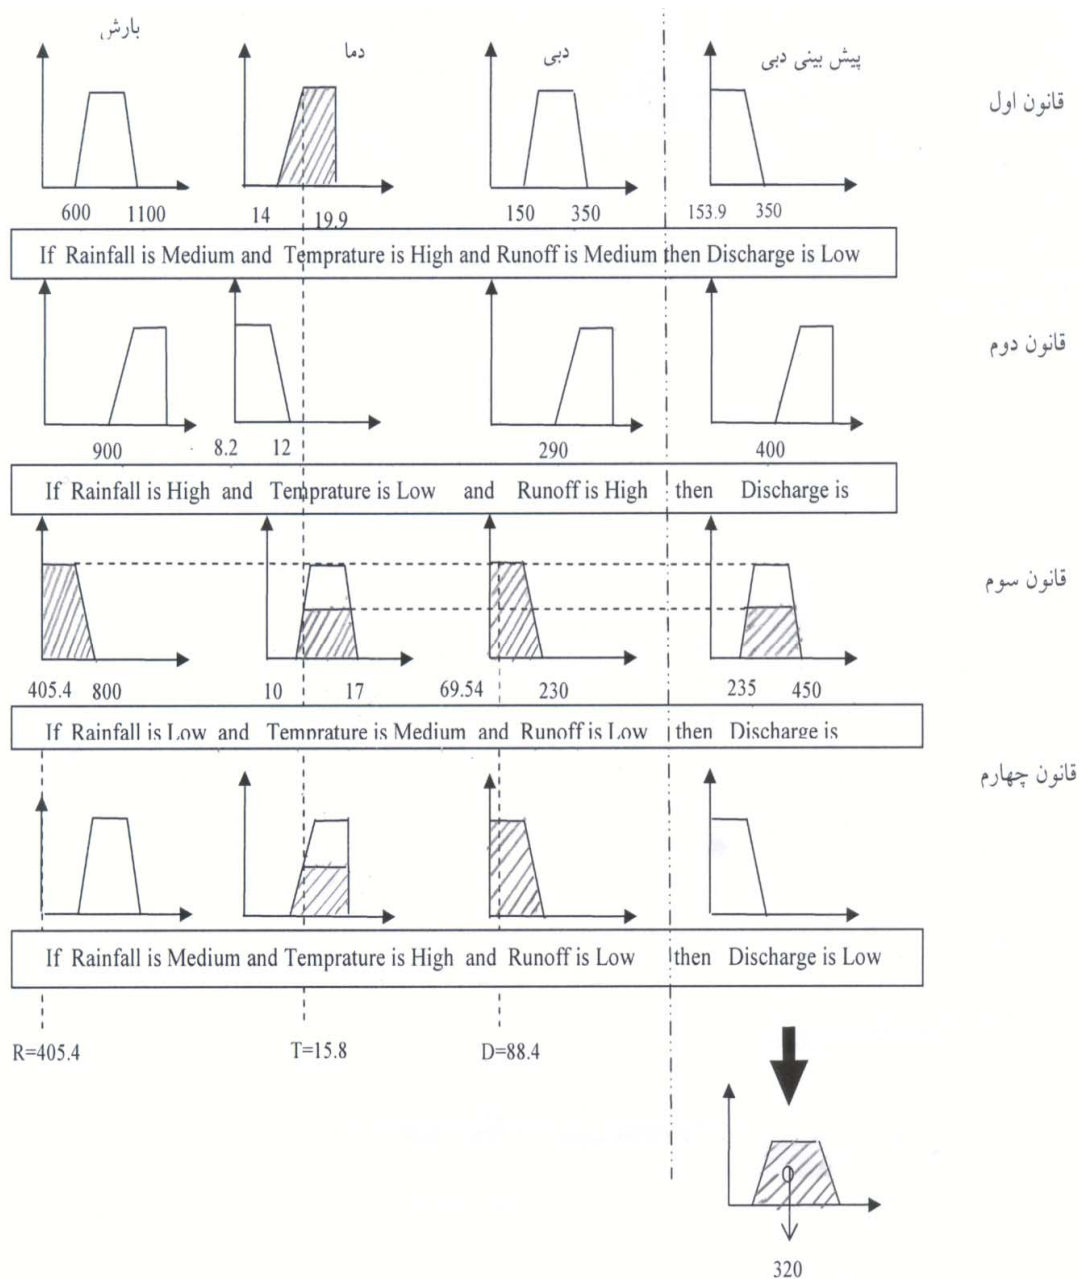 بارش
دما
دبی
پیش بینی دبی
قانون اول
600 1100
14 19.9
150 350
153.9 350
If Rainfall is Medium and Temprature is High and Runoff is Medium then Discharge is Low
قانون دوم
900
8.2 12
290
400
If Rainfall is High and Temprature is Low and Runoff is High then Discharge is
قانون سوم
405.4 800
10 17
69.54 230
235 450
If Rainfall is Low and Temprature is Medium and Runoff is Low then Discharge is
قانون چهارم
If Rainfall is Medium and Temprature is High and Runoff is Low then Discharge is Low
R=405.4
T=15.8
D=88.4
320